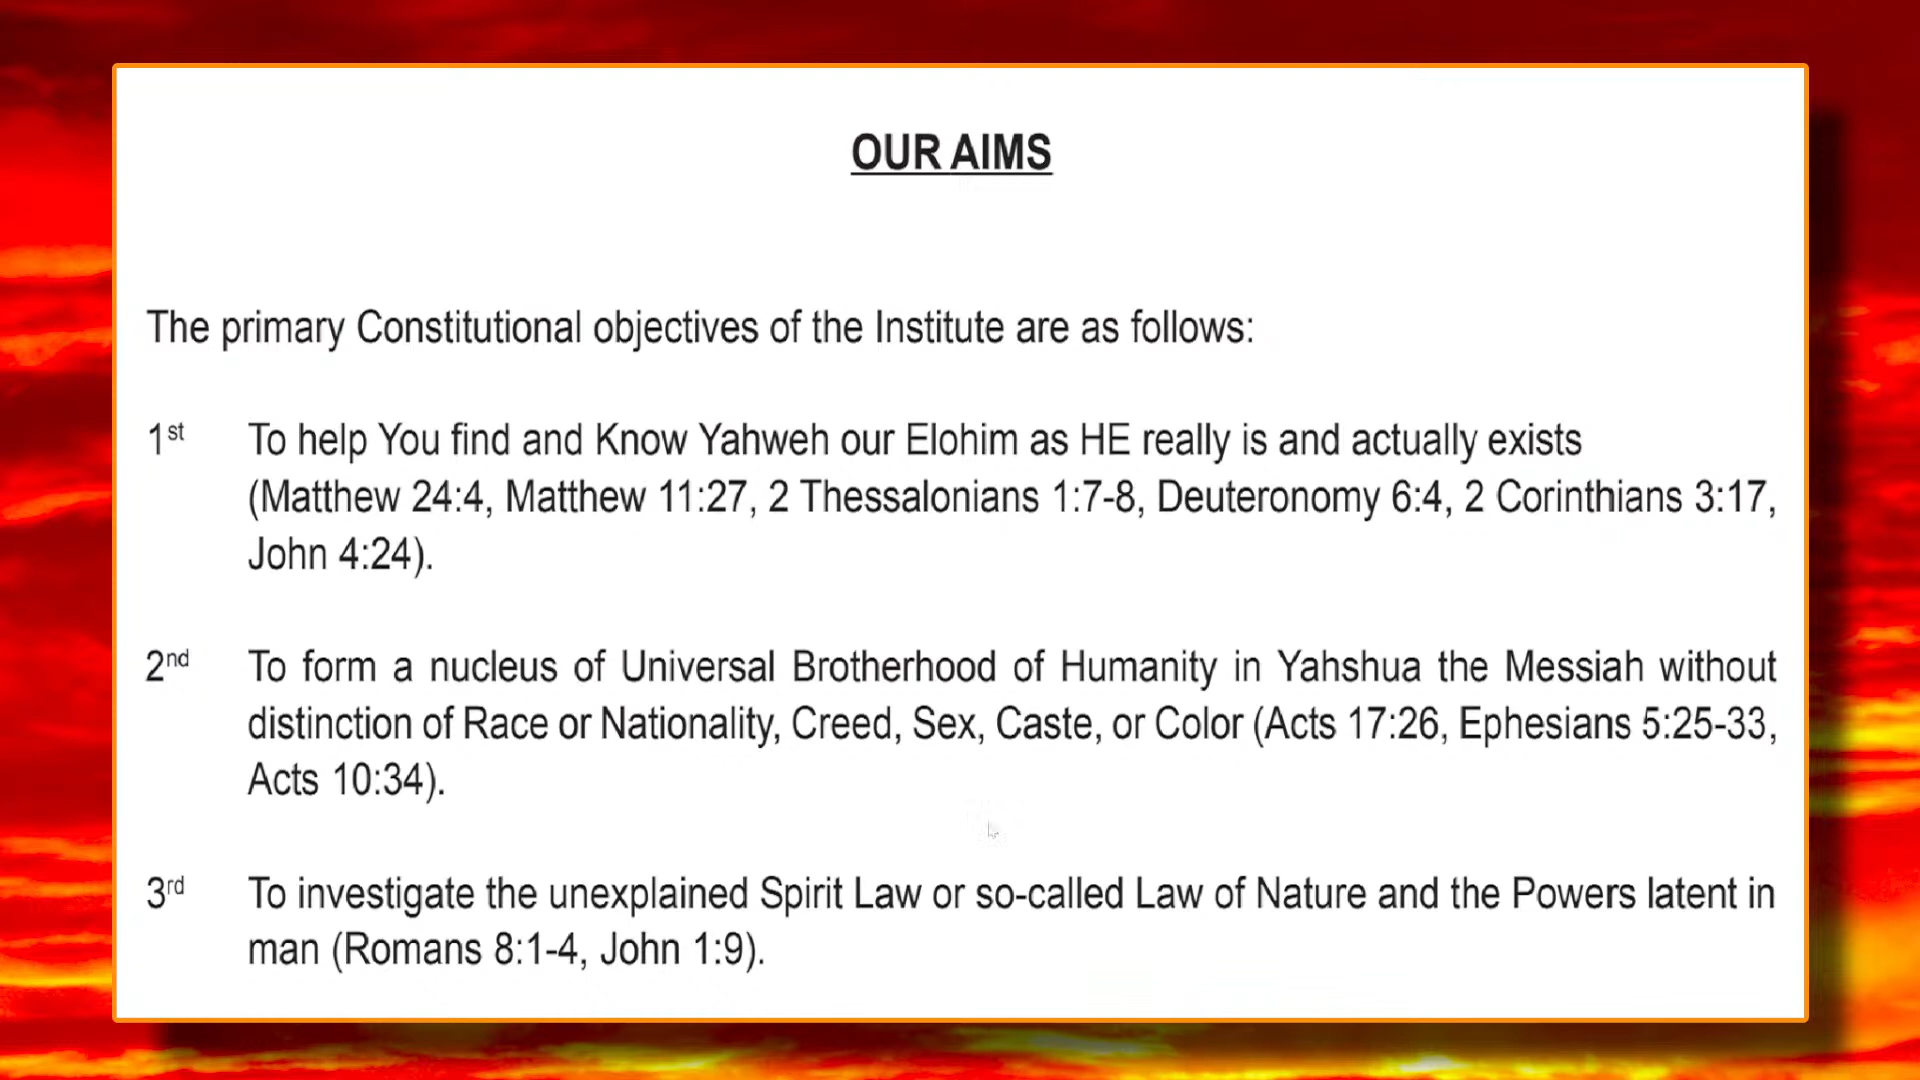 OUR AIMS
The primary Constitutional objectives of the Institute are as follows:
1st To help You find and Know Yahweh our Elohim as HE really is and actually exists
(Matthew 24:4, Matthew 11:27, 2 Thessalonians 1:7-8, Deuteronomy 6:4, 2 Corinthians 3:17,
John 4:24).
2nd To form a nucleus of Universal Brotherhood of Humanity in Yahshua the Messiah without
distinction of Race or Nationality, Creed, Sex, Caste, or Color (Acts 17:26, Ephesians 5:25-33,
Acts 10:34).
3rd To investigate the unexplained Spirit Law or so-called Law of Nature and the Powers latent in
man (Romans 8:1-4, John 1:9).